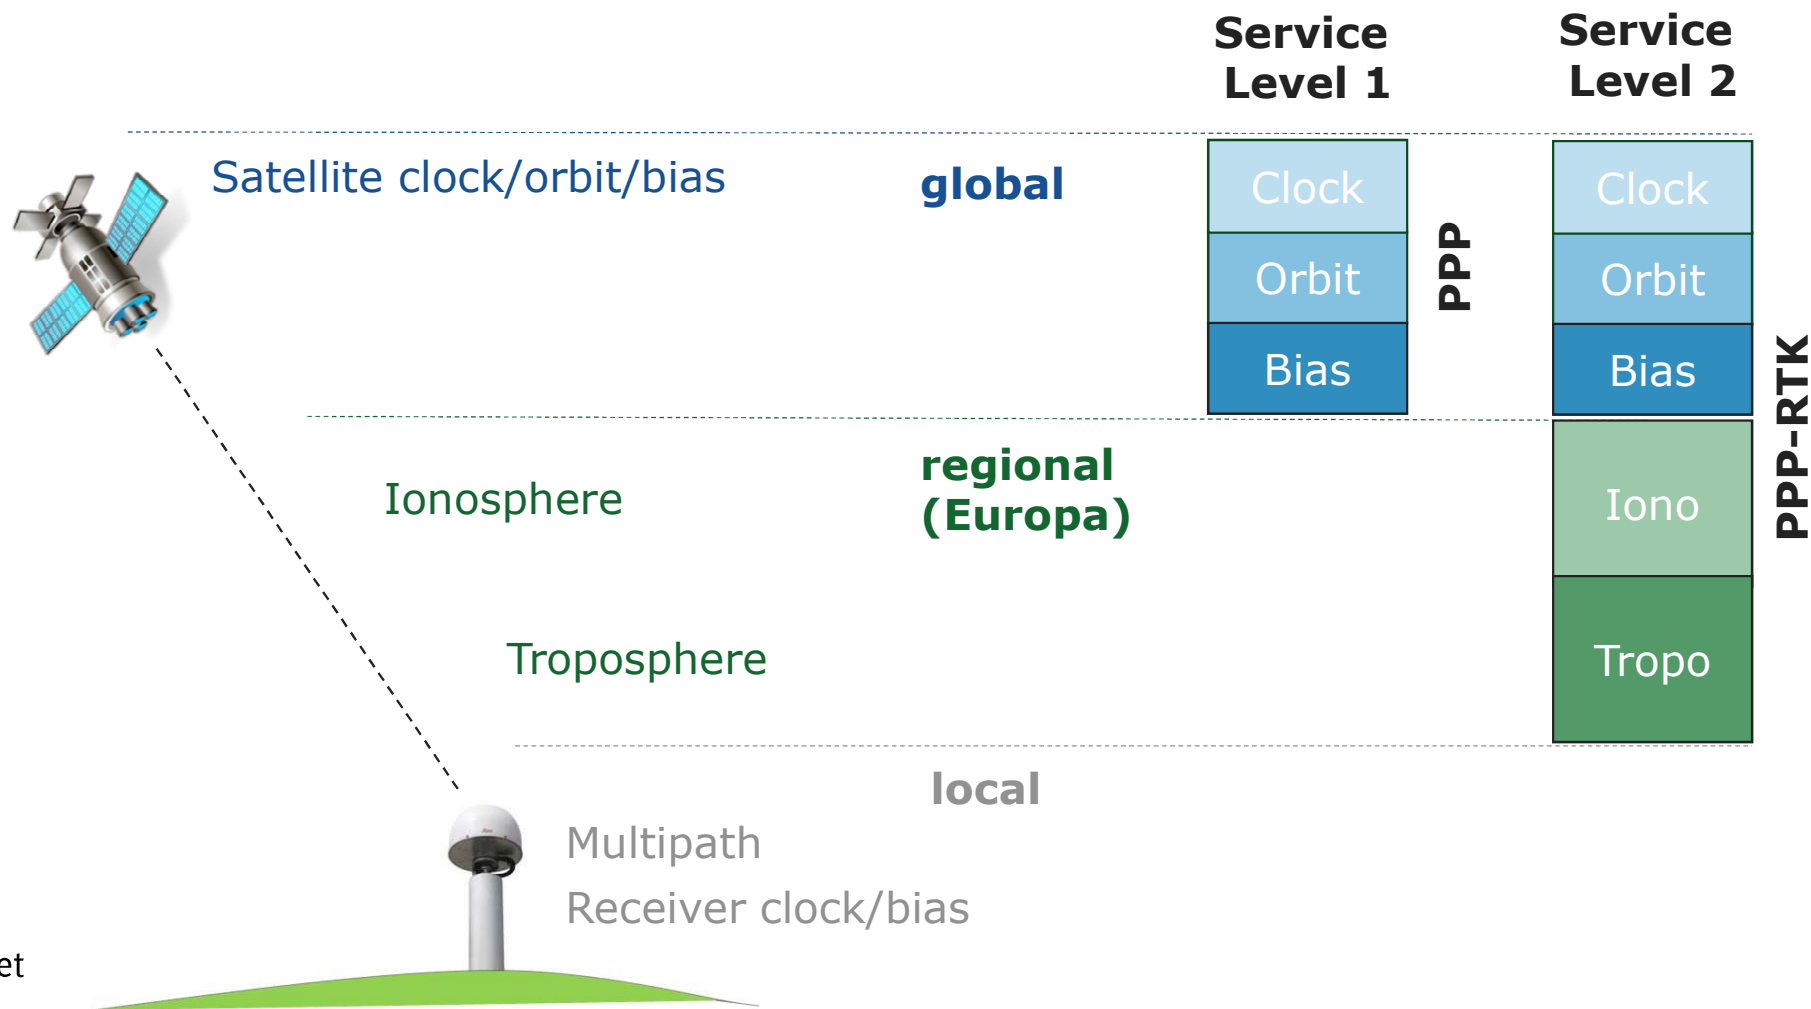 Service
Level 1
Service
Level 2
Satellite clock/orbit/bias
global
Clock
Orbit
Bias
PPP
Clock
Orbit
Bias
PPP-RTK
Ionosphere
regional
(Europa)
Iono
Troposphere
Tropo
local
Multipath
Receiver clock/bias
et